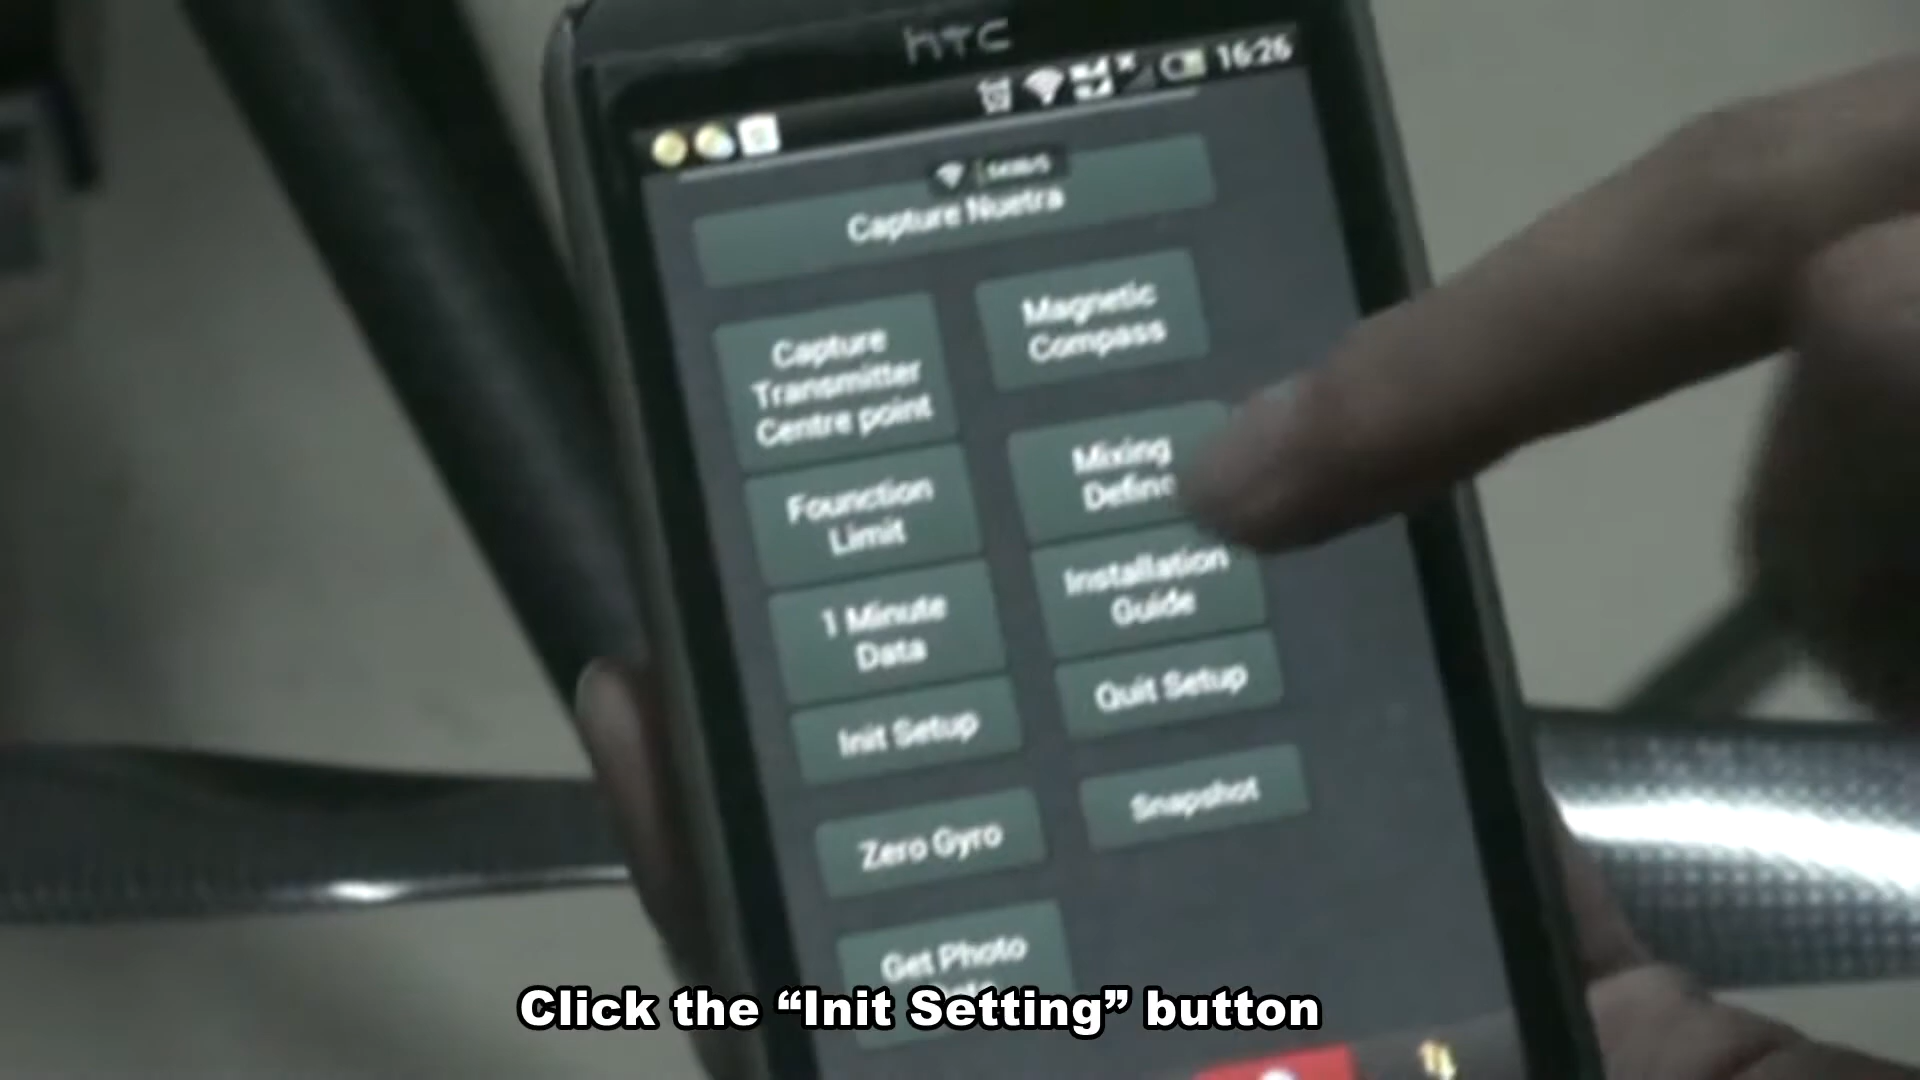 htc
16:26
Capture Nuetra
Capture
Transmitter
Centre point
Magnetic
Compass
Founction
Limit
Mixing
Define
1 Minute
Data
Installation
Guide
Init Setup
Quit Setup
Zero Gyro
Snapshot
Get Photo
Click the “Init Setting” button